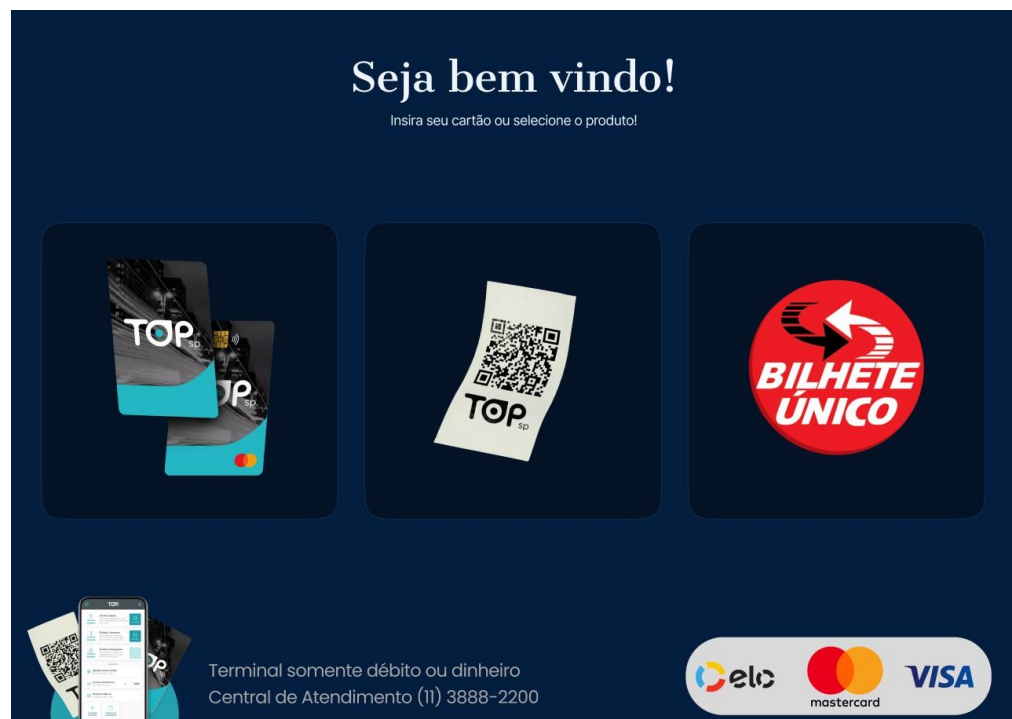 Seja bem vindo!
Insira seu cartão ou selecione o produto!
TOP
sp
TOP
sp
TOP
sp
BILHETE
ÚNICO
TOP
Terminal somente débito ou dinheiro
Central de Atendimento (11) 3888-2200
elo
mastercard
VISA